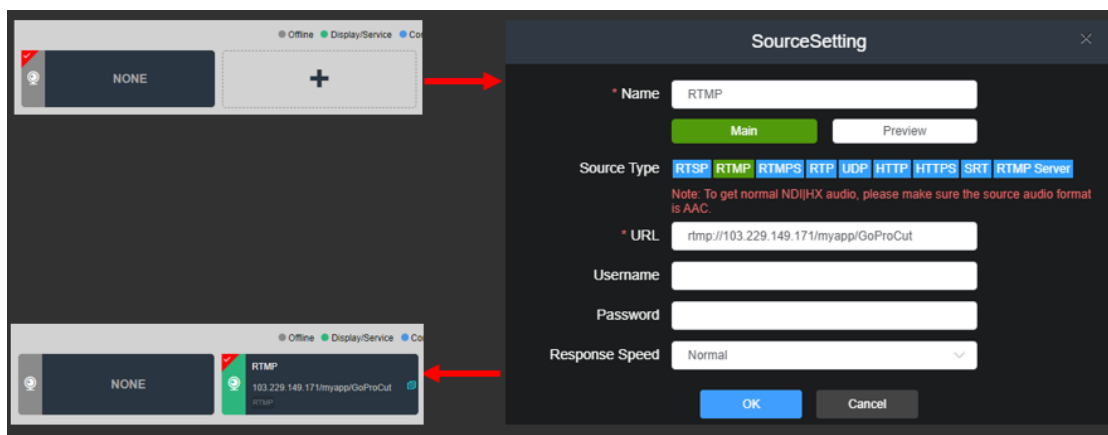 Offline Display/Service Co
NONE
+
SourceSetting
* Name RTMP
Main Preview
Source Type RTSP RTMP RTMPS RTP UDP HTTP HTTPS SRT RTMP Server
Note: To get normal NDI|HX audio, please make sure the source audio format
is AAC.
* URL rtmp://103.229.149.171/myapp/GoProCut
Username
Password
Response Speed Normal
OK Cancel
Offline Display/Service Co
NONE
RTMP
103.229.149.171/myapp/GoProCut
RTMP